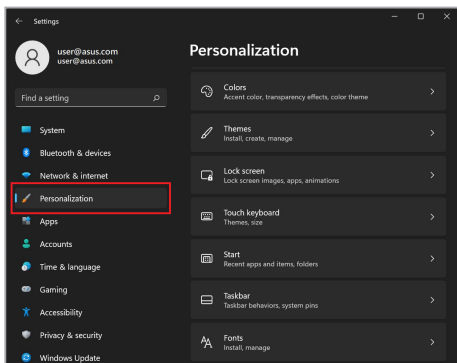 Settings
user@asus.com
user@asus.com
Find a setting
System
Bluetooth & devices
Network & internet
Personalization
Apps
Accounts
Time & language
Gaming
Accessibility
Privacy & security
Windows Update
Personalization
Colors
Accent color, transparency effects, color theme
Themes
Install, create, manage
Lock screen
Lock screen images, apps, animations
Touch keyboard
Themes, size
Start
Recent apps and items, folders
Taskbar
Taskbar behaviors, system pins
Fonts
Install, manage